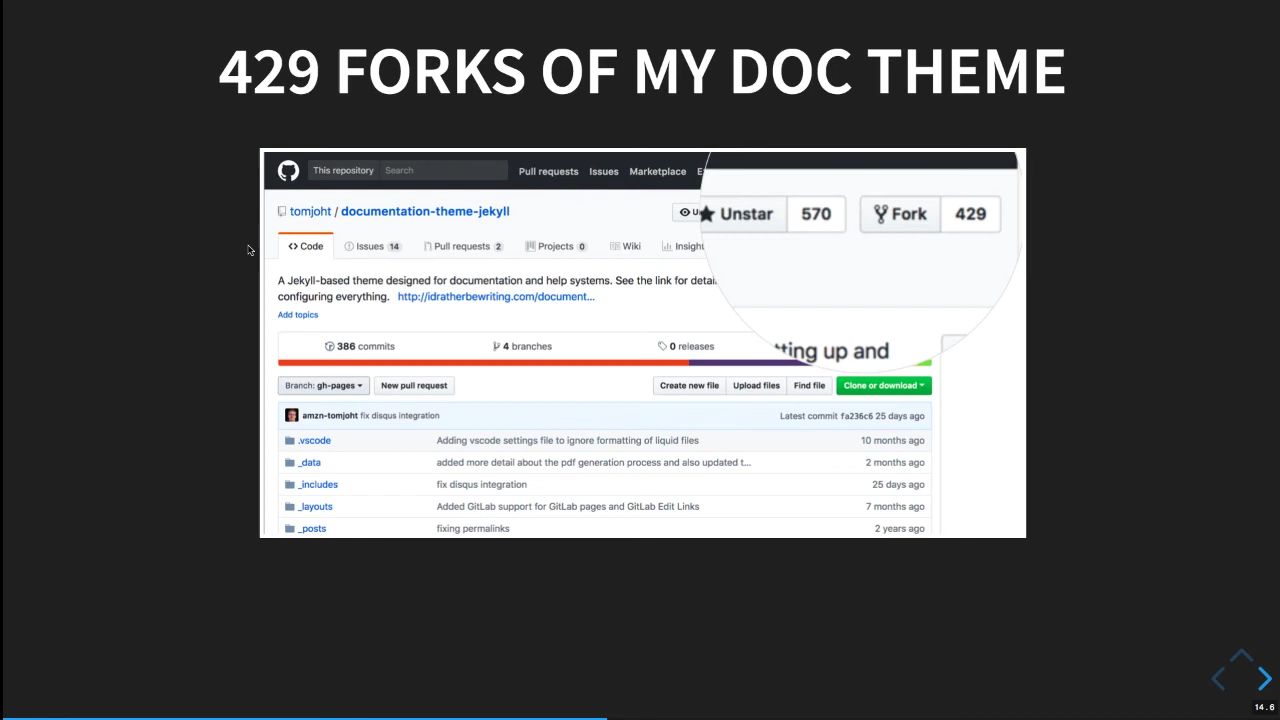 429 FORKS OF MY DOC THEME
This repository Search Pull requests Issues Marketplace
tomjoht / documentation-theme-jekyll
Unstar 570 Fork 429
Code Issues 14 Pull requests 2 Projects 0 Wiki
A Jekyll-based theme designed for documentation and help systems. See the link for
configuring everything. http://idratherbewriting.com/document...
Add topics
up and
386 commits 4 branches 0 releases
Branch: gh-pages New pull request Create new file Upload files Find file Clone or download
amzn-tomjoht fix disqus integration Latest commit fa236c6 25 days ago
.vscode Adding vscode settings file to ignore formatting of liquid files 10 months ago
_data added more detail about the pdf generation process and also updated t... 2 months ago
_includes fix disqus integration 25 days ago
_layouts Added GitLab support for GitLab pages and GitLab Edit Links 7 months ago
_posts fixing permalinks 2 years ago
14.6